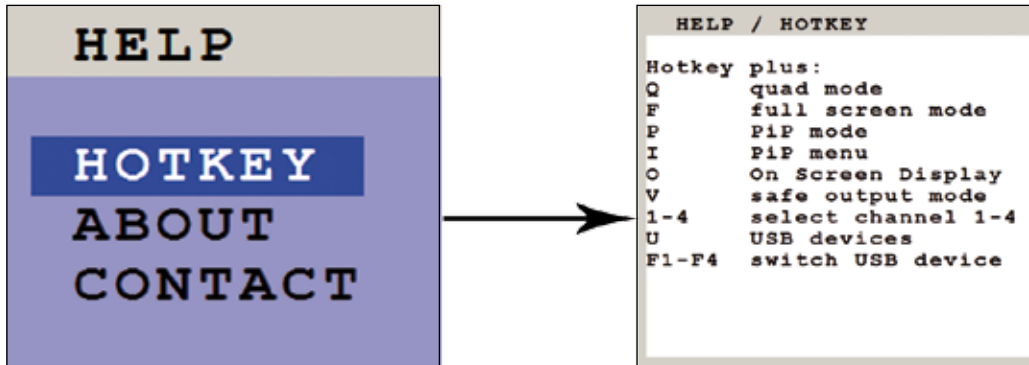 HELP
HOTKEY
ABOUT
CONTACT
HELP / HOTKEY
Hotkey plus:
Q quad mode
F full screen mode
P PiP mode
I PiP menu
O On Screen Display
V safe output mode
1-4 select channel 1-4
U USB devices
F1-F4 switch USB device